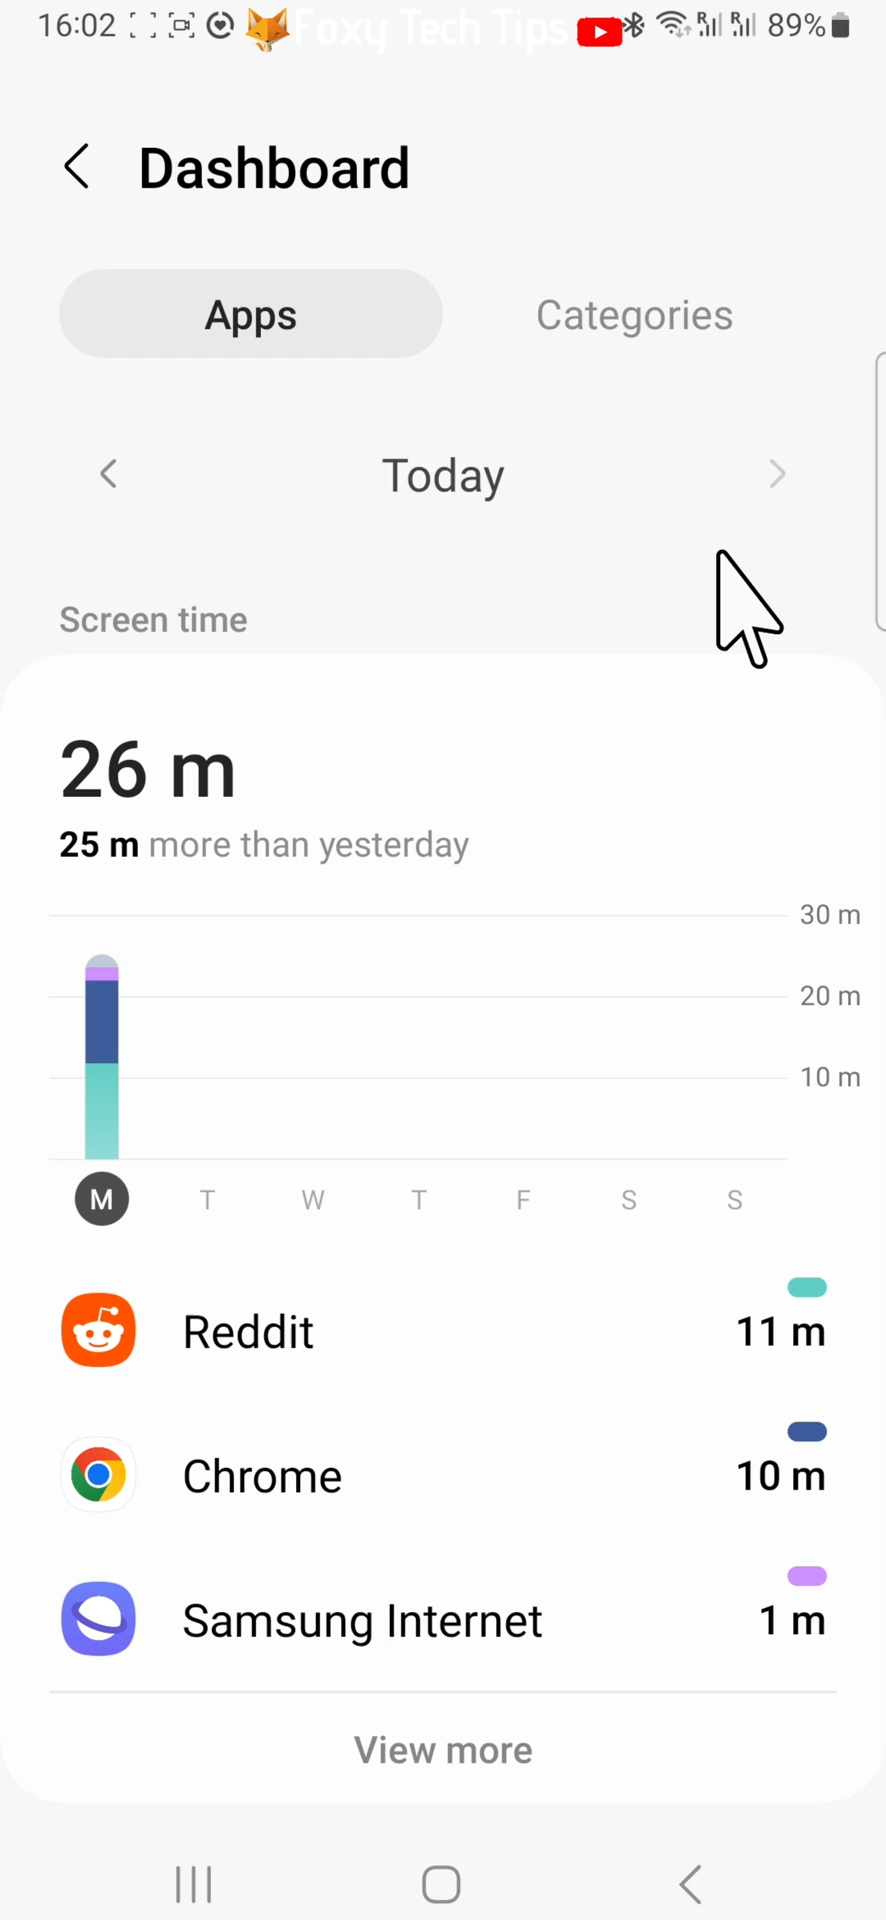 16:02 Foxy Tech Tips R R 89%
Dashboard
Apps Categories
Today
Screen time
26 m
25 m more than yesterday
30 m
20 m
10 m
M T W T F S S
Reddit 11 m
Chrome 10 m
Samsung Internet 1 m
View more